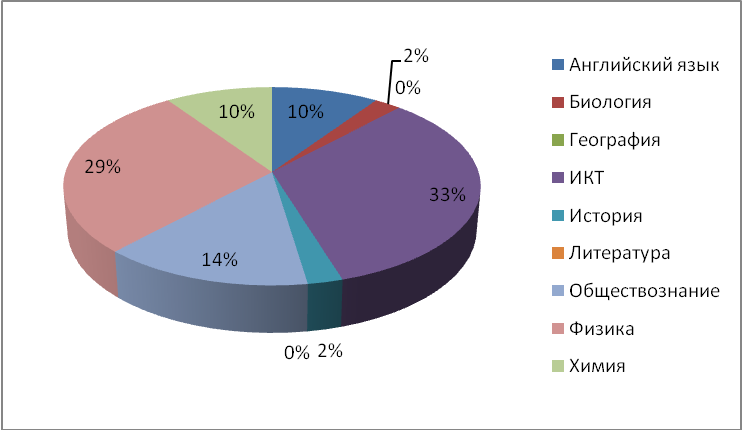 2%
0%
10%
10%
29%
33%
14%
0%
2%
Английский язык
Биология
География
ИКТ
История
Литература
Обществознание
Физика
Химия